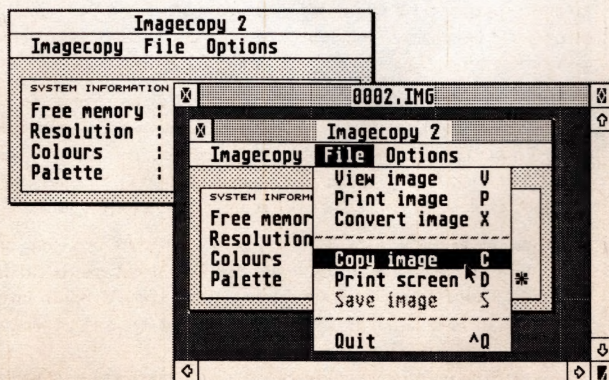 Imagecopy 2
Imagecopy File Options
SYSTEM INFORMATION
Free memory :
Resolution :
Colours :
Palette :
0002.IMG
Imagecopy 2
Imagecopy File Options
SYSTEM INFORM
Free memor
Resolution
Colours
Palette
View image V
Print image P
Convert image X
Copy image C
Print screen D
Save image S
Quit ^Q